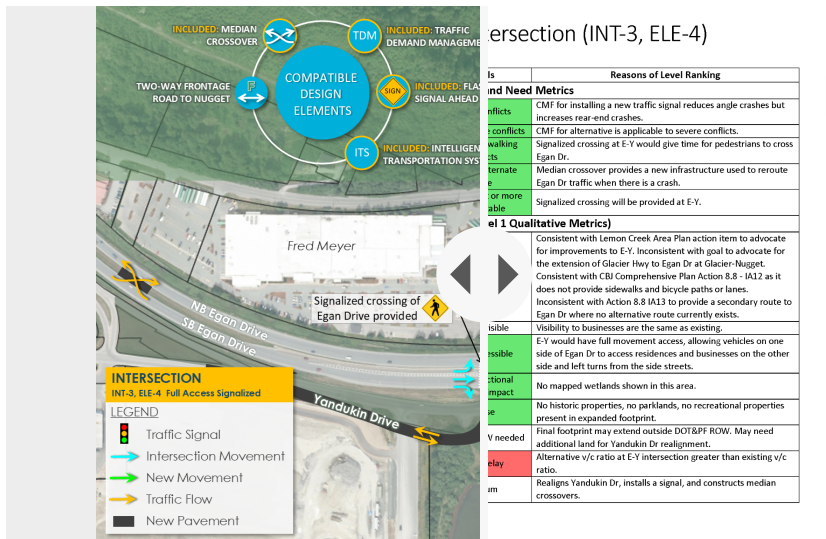 INCLUDED: MEDIAN
CROSSOVER
TDM
INCLUDED: TRAFFIC
DEMAND MANAGEME
TWO-WAY FRONTAGE
ROAD TO NUGGET
F
COMPATIBLE
DESIGN
ELEMENTS
SIGN
INCLUDED: FLA
SIGNAL AHEAD
ITS
INCLUDED: INTELLIGEN
TRANSPORTATION SYS
Fred Meyer
Signalized crossing of
Egan Drive provided
NB Egan Drive
SB Egan Drive
Yandukin Drive
INTERSECTION
INT-3, ELE-4 Full Access Signalized
LEGEND
Traffic Signal
Intersection Movement
New Movement
Traffic Flow
New Pavement
tersection (INT-3, ELE-4)
ls
Reasons of Level Ranking
and Need Metrics
nflicts
CMF for installing a new traffic signal reduces angle crashes but
increases rear-end crashes.
e conflicts
CMF for alternative is applicable to severe conflicts.
walking
cts
Signalized crossing at E-Y would give time for pedestrians to cross
Egan Dr.
lternate
e
Median crossover provides a new infrastructure used to reroute
Egan Dr traffic when there is a crash.
t or more
able
Signalized crossing will be provided at E-Y.
el 1 Qualitative Metrics)
Consistent with Lemon Creek Area Plan action item to advocate
for improvements to E-Y. Inconsistent with goal to advocate for
the extension of Glacier Hwy to Egan Dr at Glacier-Nugget.
Consistent with CBJ Comprehensive Plan Action 8.8 - IA12 as it
does not provide sidewalks and bicycle paths or lanes.
Inconsistent with Action 8.8 IA13 to provide a secondary route to
Egan Dr where no alternative route currently exists.
isible
Visibility to businesses are the same as existing.
essible
E-Y would have full movement access, allowing vehicles on one
side of Egan Dr to access residences and businesses on the other
side and left turns from the side streets.
ctional
mpact
No mapped wetlands shown in this area.
se
No historic properties, no parklands, no recreational properties
present in expanded footprint.
W needed
Final footprint may extend outside DOT&PF ROW. May need
additional land for Yandukin Dr realignment.
elay
Alternative v/c ratio at E-Y intersection greater than existing v/c
ratio.
um
Realigns Yandukin Dr, installs a signal, and constructs median
crossovers.